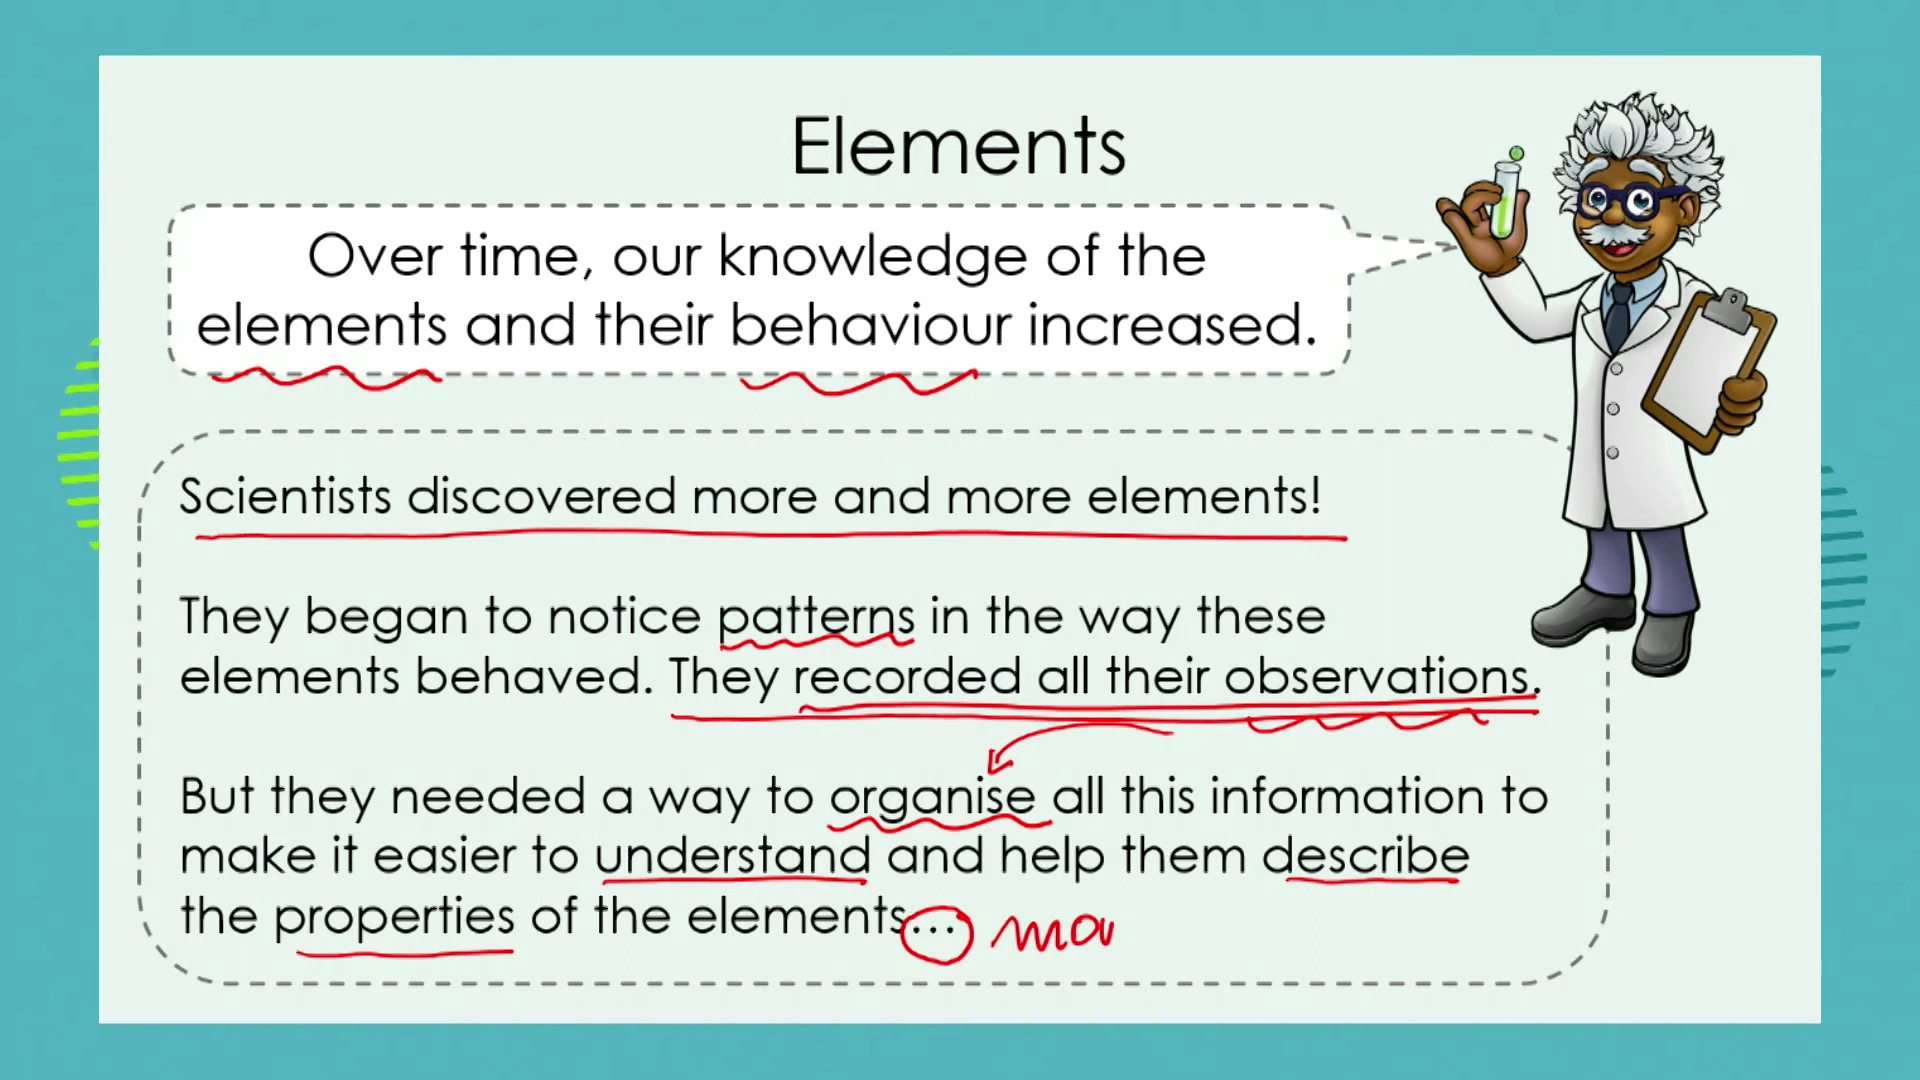 Elements
Over time, our knowledge of the
elements and their behaviour increased.
Scientists discovered more and more elements!
They began to notice patterns in the way these
elements behaved. They recorded all their observations.
But they needed a way to organise all this information to
make it easier to understand and help them describe
the properties of the elements...